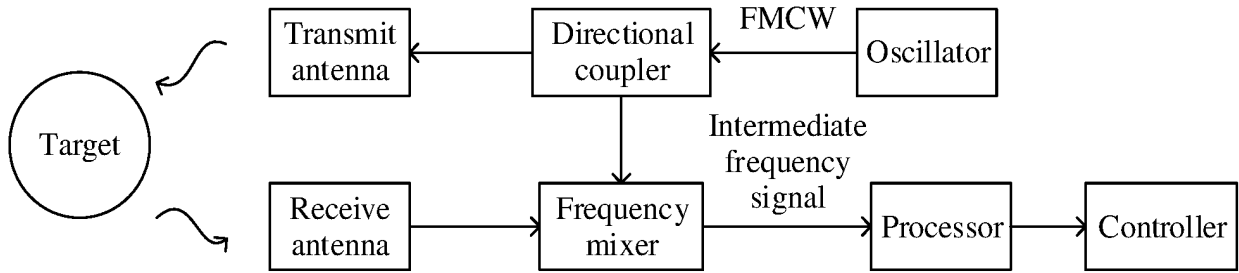 Transmit
antenna
Directional
coupler
FMCW
Oscillator
Target
Intermediate
frequency
signal
Receive
antenna
Frequency
mixer
Processor
Controller